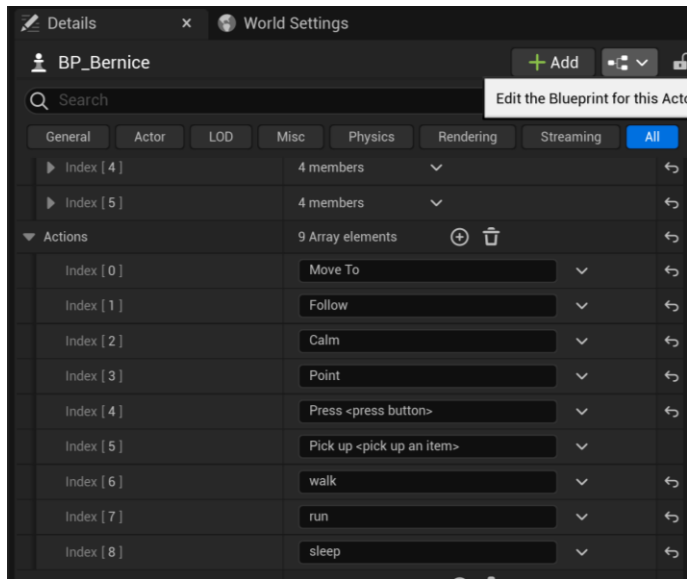 Details × World Settings
BP_Bernice + Add
Search
Edit the Blueprint for this Acto
General Actor LOD Misc Physics Rendering Streaming All
Index [ 4 ] 4 members
Index [ 5 ] 4 members
Actions 9 Array elements
Index [ 0 ] Move To
Index [ 1 ] Follow
Index [ 2 ] Calm
Index [ 3 ] Point
Index [ 4 ] Press <press button>
Index [ 5 ] Pick up <pick up an item>
Index [ 6 ] walk
Index [ 7 ] run
Index [ 8 ] sleep